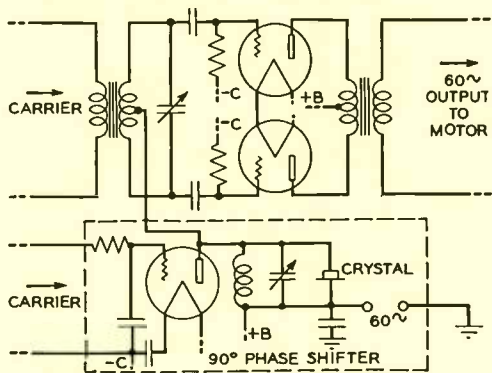 CARRIER
-C
-C
+B
60~
OUTPUT
TO
MOTOR
CARRIER
CRYSTAL
60~
+B
-C
90° PHASE SHIFTER